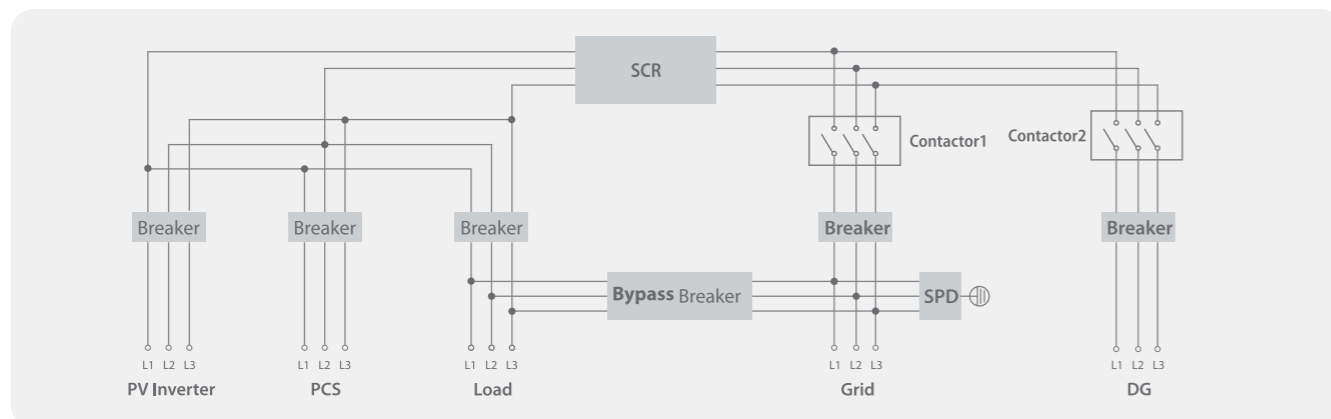 SCR
Contactor1
Contactor2
Breaker
Breaker
Breaker
Breaker
Breaker
Bypass Breaker
SPD
L1 L2 L3
L1 L2 L3
L1 L2 L3
L1 L2 L3
L1 L2 L3
PV Inverter
PCS
Load
Grid
DG